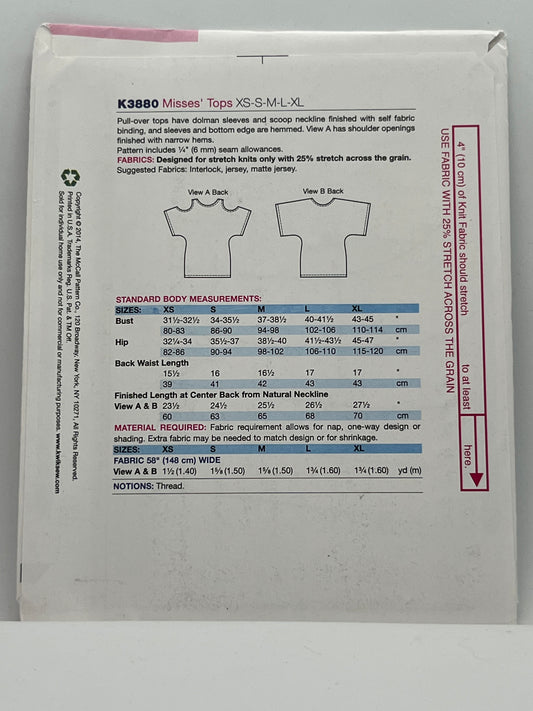 K3880 Misses' Tops XS-S-M-L-XL
Pull-over tops have dolman sleeves and scoop neckline finished with self fabric
binding, and sleeves and bottom edge are hemmed. View A has shoulder openings
finished with narrow hems.
Pattern includes ¼" (6 mm) seam allowances.
FABRICS: Designed for stretch knits only with 25% stretch across the grain.
Suggested Fabrics: Interlock, jersey, matte jersey.
View A Back View B Back
STANDARD BODY MEASUREMENTS:
SIZES: XS S M L XL
Bust 31½-32½ 34-35½ 37-38½ 40-41½ 43-45 "
80-83 86-90 94-98 102-106 110-114 cm
Hip 32¼-34 35½-37 38½-40 41½-43½ 45-47 "
82-86 90-94 98-102 106-110 115-120 cm
Back Waist Length
15½ 16 16½ 17 17 "
39 41 42 43 43 cm
Finished Length at Center Back from Natural Neckline
View A & B 23½ 24½ 25½ 26½ 27½ "
60 63 65 68 70 cm
MATERIAL REQUIRED: Fabric requirement allows for nap, one-way design or
shading. Extra fabric may be needed to match design or for shrinkage.
SIZES: XS S M L XL
FABRIC 58" (148 cm) WIDE
View A & B 1½ (1.40) 1⅝ (1.50) 1⅝ (1.50) 1¾ (1.60) 1¾ (1.60) yd (m)
NOTIONS: Thread.
Copyright © 2014, The McCall Pattern Co., 120 Broadway, New York, NY 10271, All Rights Reserved.
Printed in U.S.A. Trademarks Reg. U.S. Pat. & TM Off.
Sold for individual home use only and not for commercial or manufacturing purposes. www.kwiksew.com
4" (10 cm) of Knit Fabric should stretch to at least here.
USE FABRIC WITH 25% STRETCH ACROSS THE GRAIN